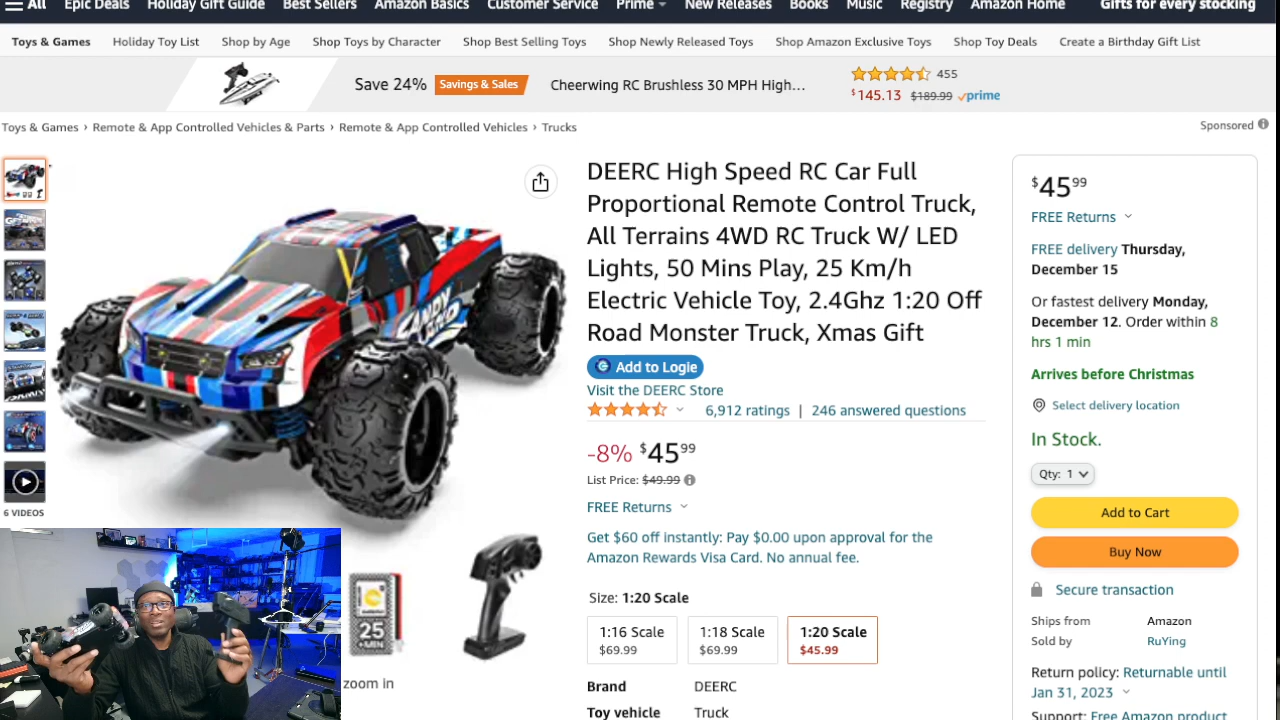 All Epic Deals Holiday Gift Guide Best Sellers Amazon Basics Customer Service Prime New Releases Books Music Registry Amazon Home Gifts for every stocking
Toys & Games Holiday Toy List Shop by Age Shop Toys by Character Shop Best Selling Toys Shop Newly Released Toys Shop Amazon Exclusive Toys Shop Toy Deals Create a Birthday Gift List
Save 24% Savings & Sales Cheerwing RC Brushless 30 MPH High... 455
$145.13 $189.99 prime
Toys & Games › Remote & App Controlled Vehicles & Parts › Remote & App Controlled Vehicles › Trucks
Sponsored
DEERC High Speed RC Car Full
Proportional Remote Control Truck,
All Terrains 4WD RC Truck W/ LED
Lights, 50 Mins Play, 25 Km/h
Electric Vehicle Toy, 2.4Ghz 1:20 Off
Road Monster Truck, Xmas Gift
Add to Logie
Visit the DEERC Store
6,912 ratings | 246 answered questions
-8% $45 99
List Price: $49.99
FREE Returns
Get $60 off instantly: Pay $0.00 upon approval for the
Amazon Rewards Visa Card. No annual fee.
Size: 1:20 Scale
1:16 Scale
$69.99
1:18 Scale
$69.99
1:20 Scale
$45.99
Brand DEERC
Toy vehicle Truck
6 VIDEOS
CANDY
LAND
25
MIN
zoom in
$45 99
FREE Returns
FREE delivery Thursday,
December 15
Or fastest delivery Monday,
December 12. Order within 8
hrs 1 min
Arrives before Christmas
Select delivery location
In Stock.
Qty: 1
Add to Cart
Buy Now
Secure transaction
Ships from Amazon
Sold by RuYing
Return policy: Returnable until
Jan 31, 2023
Support: Free Amazon product